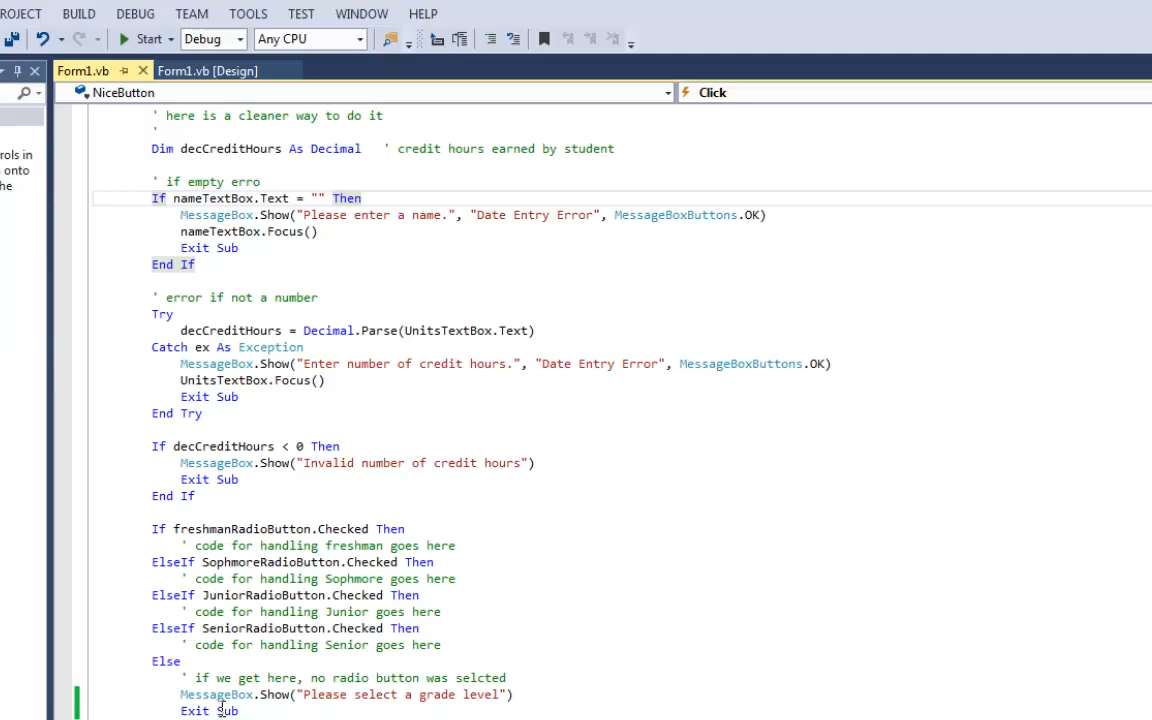 ROJECT BUILD DEBUG TEAM TOOLS TEST WINDOW HELP
Start Debug Any CPU
Form1.vb Form1.vb [Design]
NiceButton Click
rols in
onto
the
' here is a cleaner way to do it
'
Dim decCreditHours As Decimal ' credit hours earned by student
' if empty erro
If nameTextBox.Text = "" Then
MessageBox.Show("Please enter a name.", "Date Entry Error", MessageBoxButtons.OK)
nameTextBox.Focus()
Exit Sub
End If
' error if not a number
Try
decCreditHours = Decimal.Parse(UnitsTextBox.Text)
Catch ex As Exception
MessageBox.Show("Enter number of credit hours.", "Date Entry Error", MessageBoxButtons.OK)
UnitsTextBox.Focus()
Exit Sub
End Try
If decCreditHours < 0 Then
MessageBox.Show("Invalid number of credit hours")
Exit Sub
End If
If freshmanRadioButton.Checked Then
' code for handling freshman goes here
ElseIf SophmoreRadioButton.Checked Then
' code for handling Sophmore goes here
ElseIf JuniorRadioButton.Checked Then
' code for handling Junior goes here
ElseIf SeniorRadioButton.Checked Then
' code for handling Senior goes here
Else
' if we get here, no radio button was selcted
MessageBox.Show("Please select a grade level")
Exit Sub